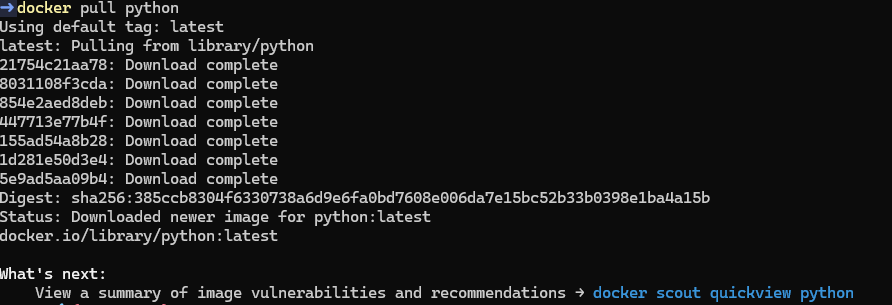 →docker pull python
Using default tag: latest
latest: Pulling from library/python
21754c21aa78: Download complete
8031108f3cda: Download complete
854e2aed8deb: Download complete
447713e77b4f: Download complete
155ad54a8b28: Download complete
1d281e50d3e4: Download complete
5e9ad5aa09b4: Download complete
Digest: sha256:385ccb8304f6330738a6d9e6fa0bd7608e006da7e15bc52b33b0398e1ba4a15b
Status: Downloaded newer image for python:latest
docker.io/library/python:latest
What's next:
View a summary of image vulnerabilities and recommendations → docker scout quickview python